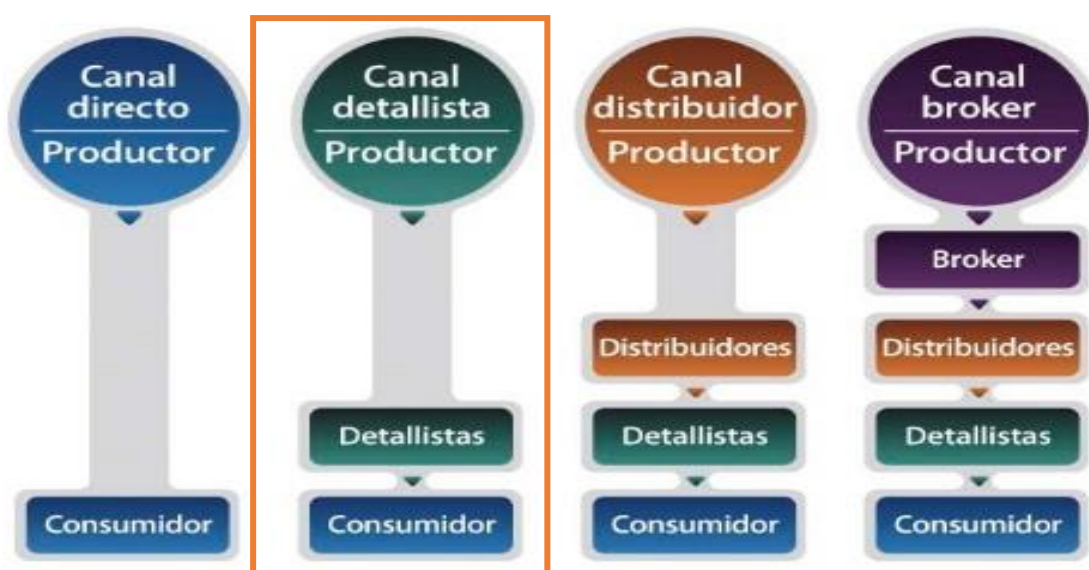 Canal
directo
Productor
Consumidor
Canal
detallista
Productor
Detallistas
Consumidor
Canal
distribuidor
Productor
Distribuidores
Detallistas
Consumidor
Canal
broker
Productor
Broker
Distribuidores
Detallistas
Consumidor